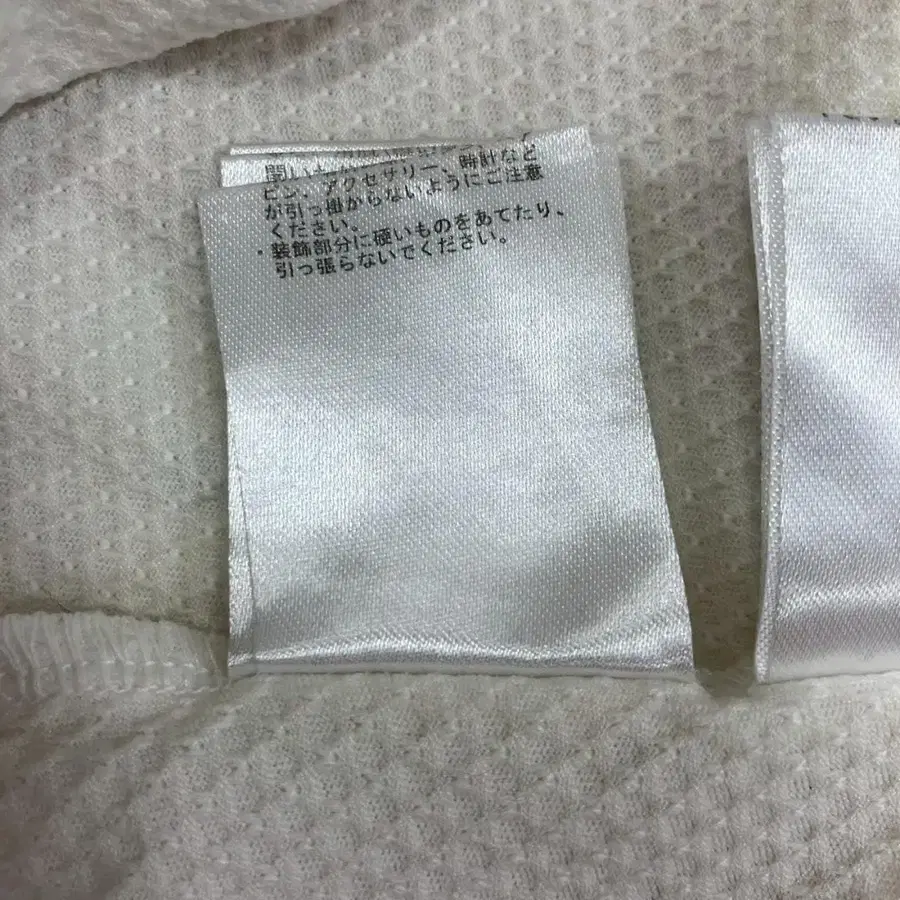 ピン、アクセサリー、時計など
が引っ掛からないようにご注意
ください。
・装飾部分に硬いものをあてたり、
引っ張らないでください。